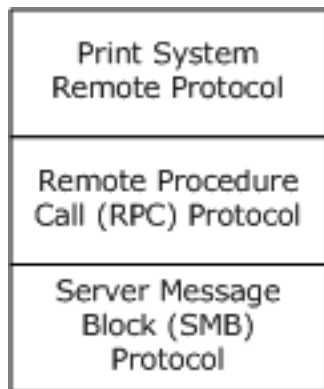 Print System
Remote Protocol
Remote Procedure
Call (RPC) Protocol
Server Message
Block (SMB)
Protocol